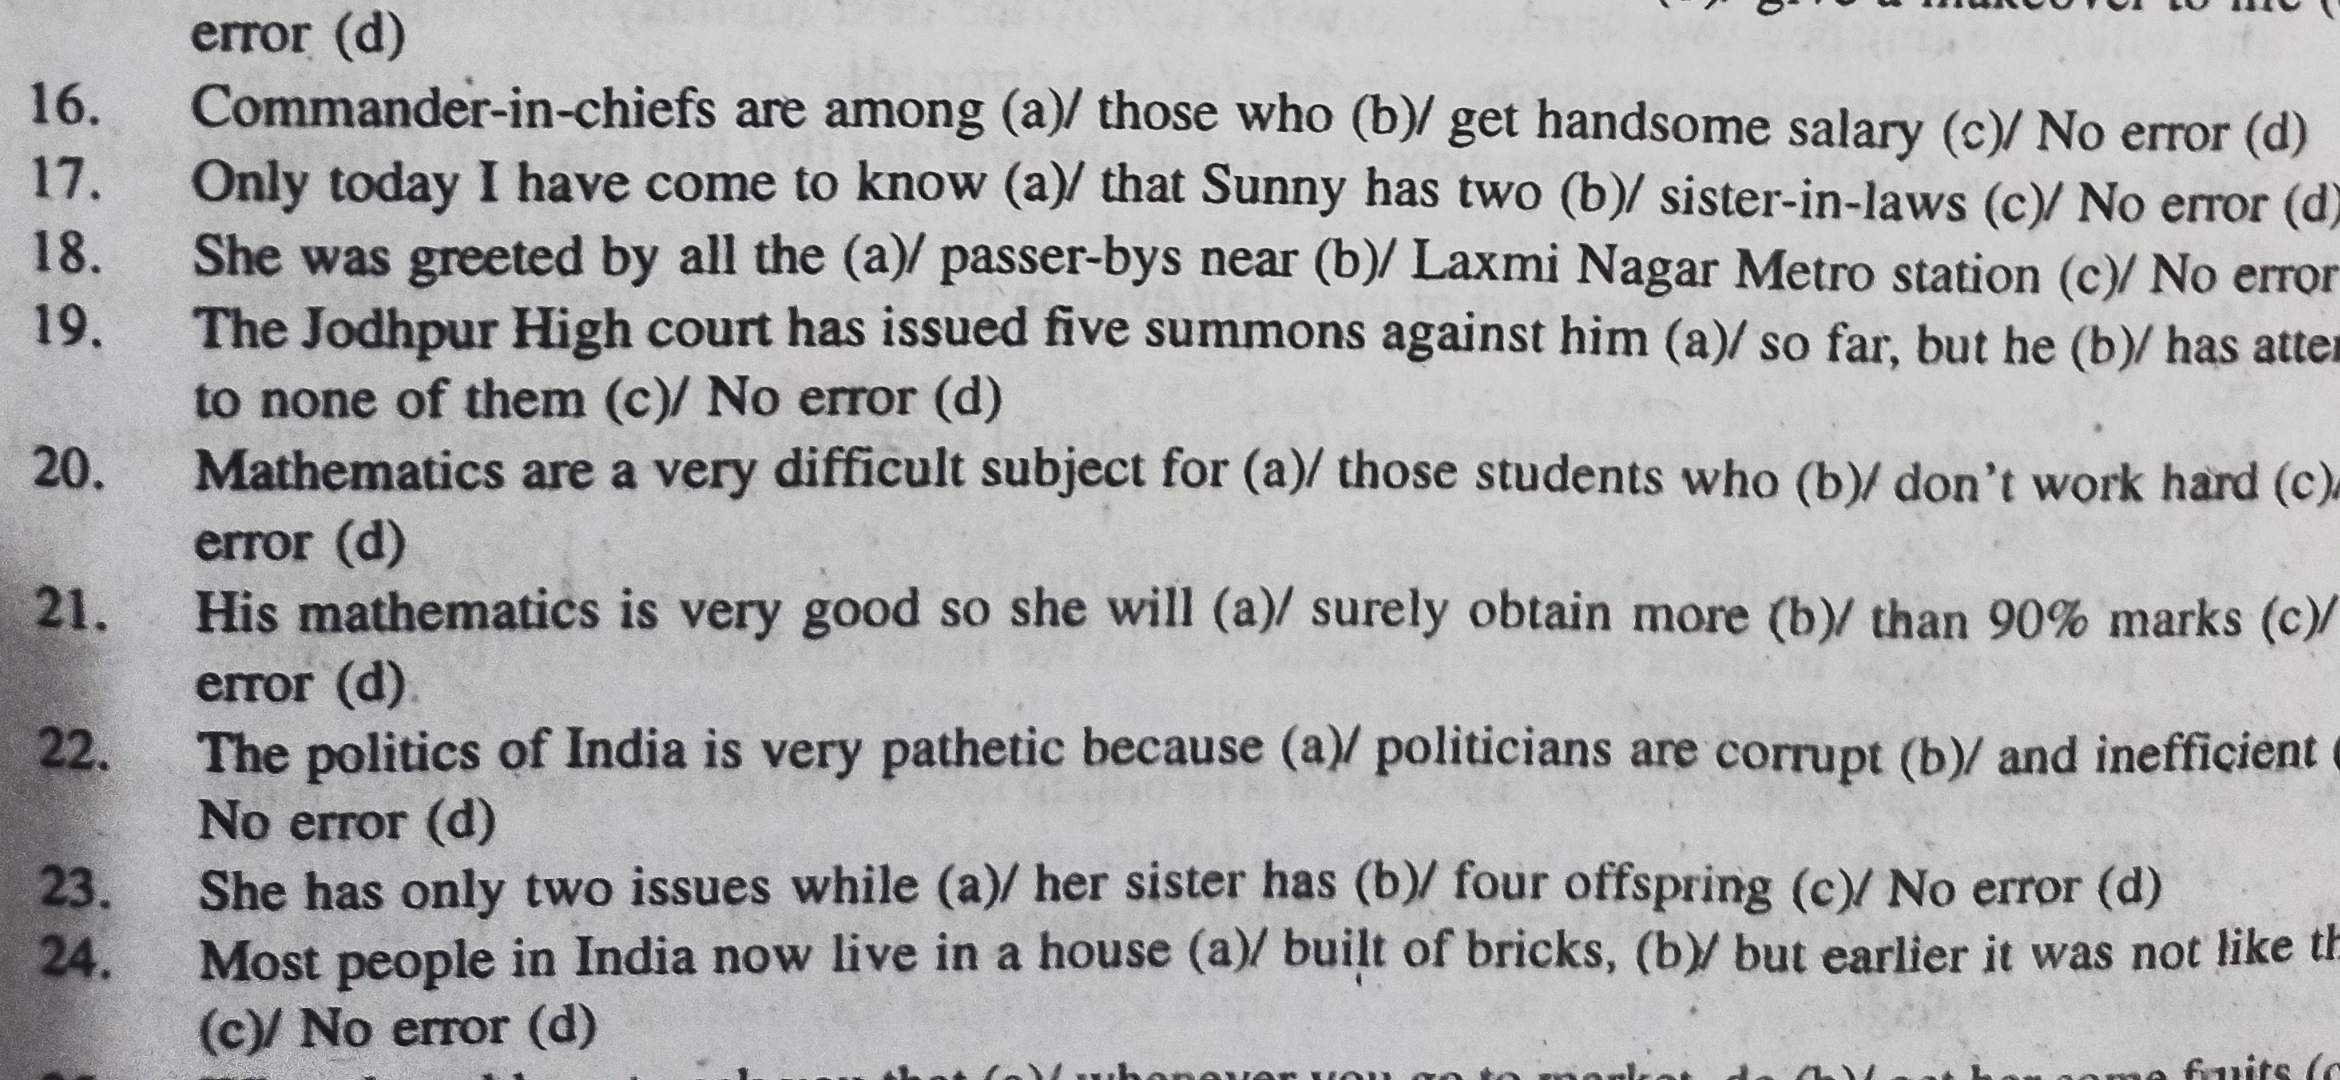 error (d)
16. Commander-in-chiefs are among (a)/ those who (b)/ get handsome salary (c)/ No error (d)
17. Only today I have come to know (a)/ that Sunny has two (b)/ sister-in-laws (c)/ No error (d)
18. She was greeted by all the (a)/ passer-bys near (b)/ Laxmi Nagar Metro station (c)/ No error
19. The Jodhpur High court has issued five summons against him (a)/ so far, but he (b)/ has
to none of them (c)/ No error (d)
20. Mathematics are a very difficult subject for (a)/ those students who (b)/ don't work hard (c)/
error (d)
21. His mathematics is very good so she will (a)/ surely obtain more (b)/ than 90% marks (c)/
error (d)
22. The politics of India is very pathetic because (a)/ politicians are corrupt (b)/ and inefficient
No error (d)
23. She has only two issues while (a)/ her sister has (b)/ four offspring (c)/ No error (d)
24. Most people in India now live in a house (a)/ built of bricks, (b)/ but earlier it was not like
(c)/ No error (d)